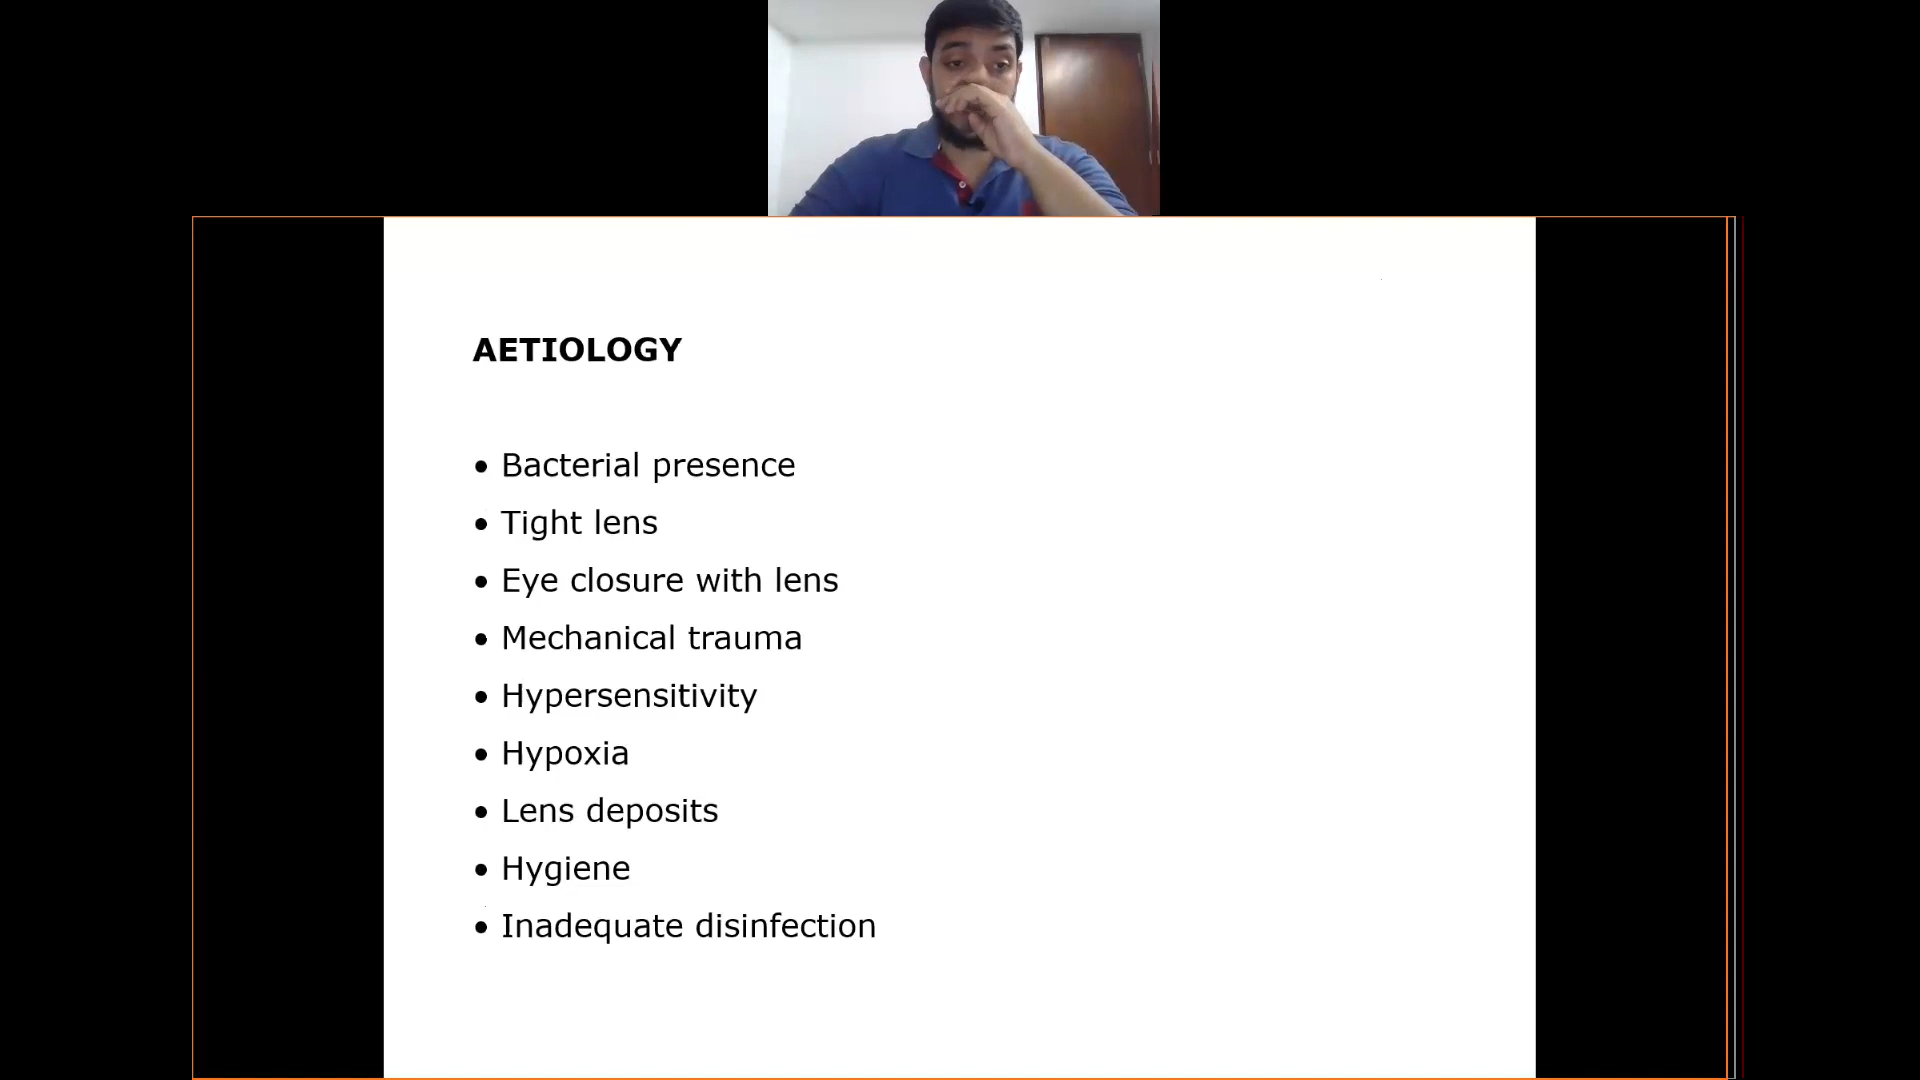 AETIOLOGY
• Bacterial presence
• Tight lens
• Eye closure with lens
• Mechanical trauma
• Hypersensitivity
• Hypoxia
• Lens deposits
• Hygiene
• Inadequate disinfection